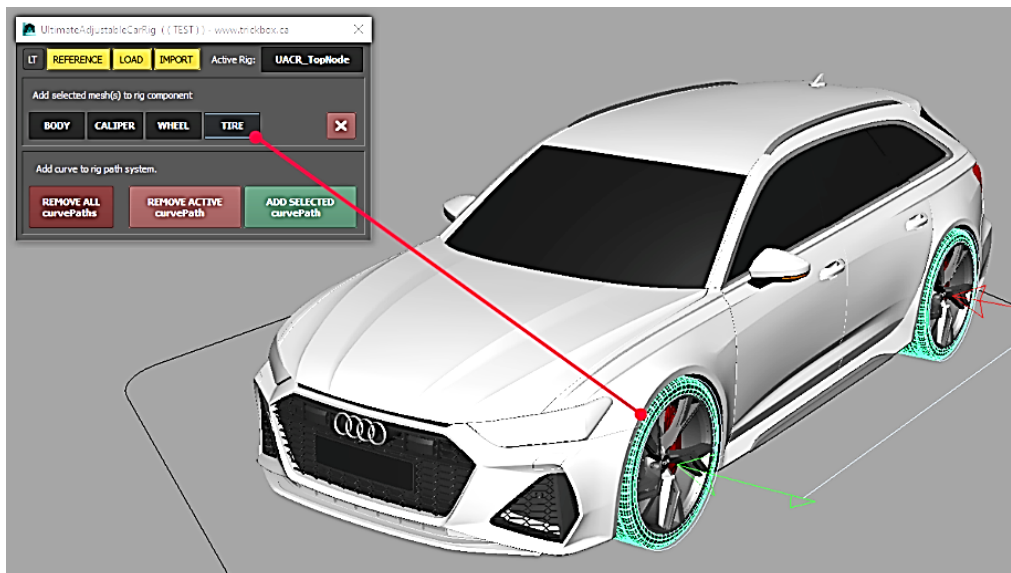 UltimateAdjustableCarRig ((TEST)) - www.trickbox.ca
LT REFERENCE LOAD IMPORT Active Rig: UACR_TopNode
Add selected mesh(s) to rig component
BODY CALIPER WHEEL TIRE X
Add curve to rig path system.
REMOVE ALL
curvePaths
REMOVE ACTIVE
curvePath
ADD SELECTED
curvePath